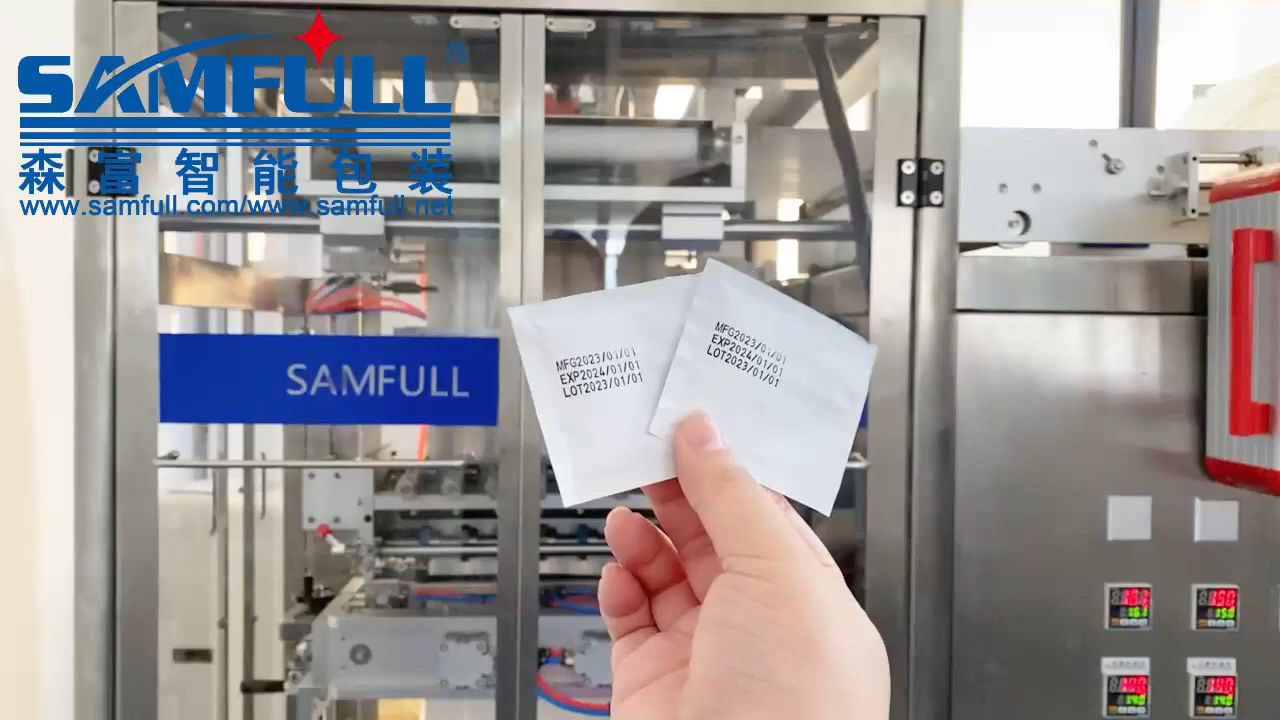 SAMFULL®
森富智能包装
www.samfull.com/www.samfull.net
SAMFULL
MFG2023/01/01
EXP2024/01/01
LOT2023/01/01
MFG2023/01/01
EXP2024/01/01
LOT2023/01/01